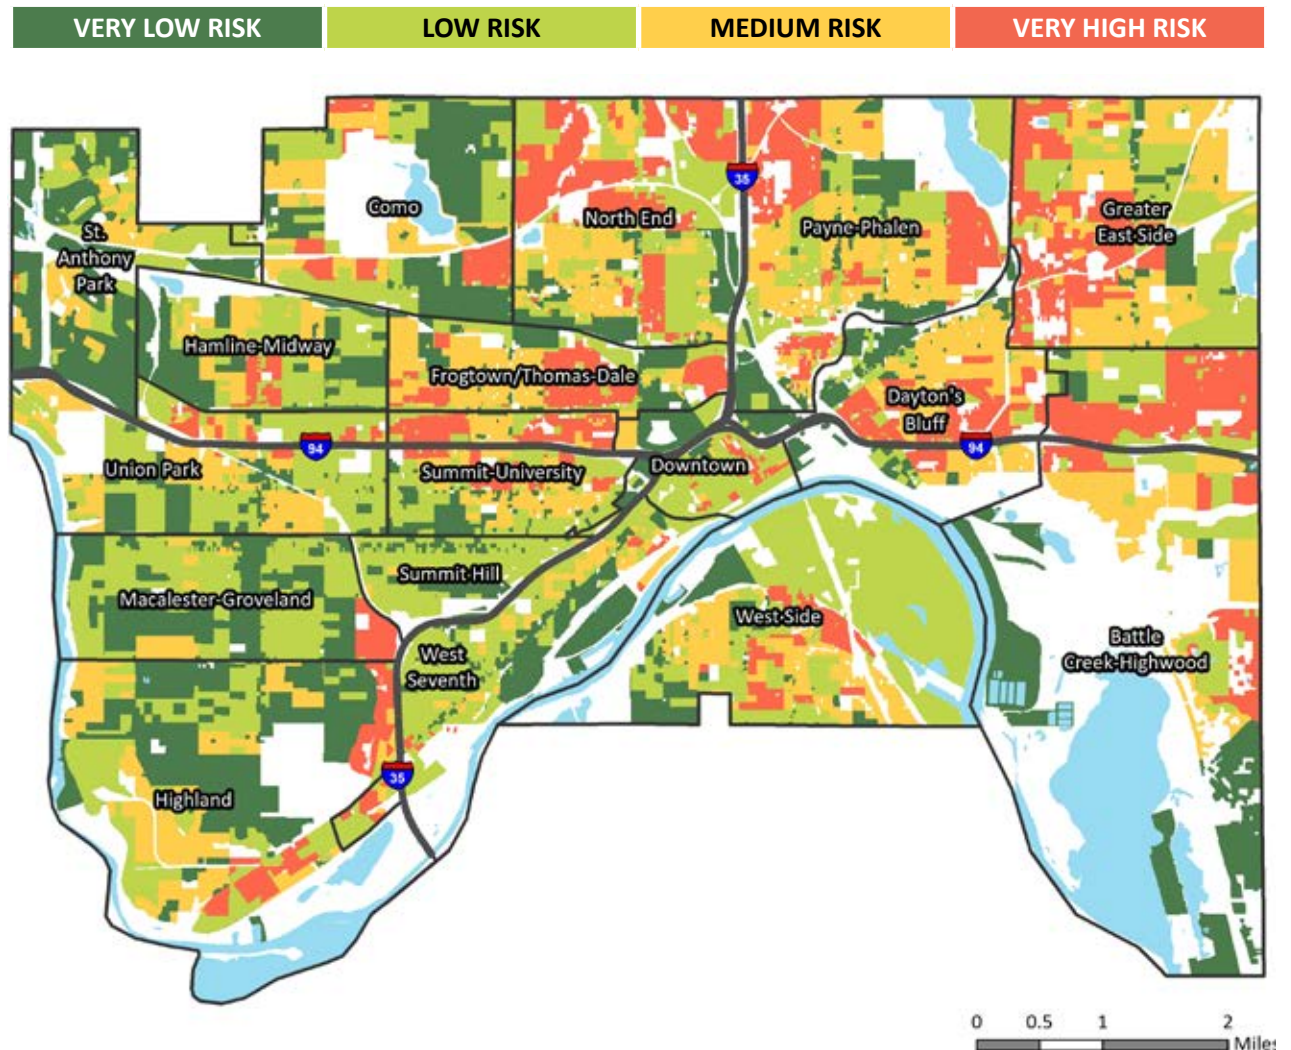 VERY LOW RISK
LOW RISK
MEDIUM RISK
VERY HIGH RISK
35
Como
North End
Payne-Phalen
Greater
East Side
St.
Anthony
Park
Hamline-Midway
Frogtown/Thomas-Dale
Dayton's
Bluff
94
94
Union Park
Summit-University
Downtown
Summit-Hill
Macalester-Groveland
West-Side
West
Seventh
Battle
Creek-Highwood
35
Highland
0 0.5 1 2
Miles